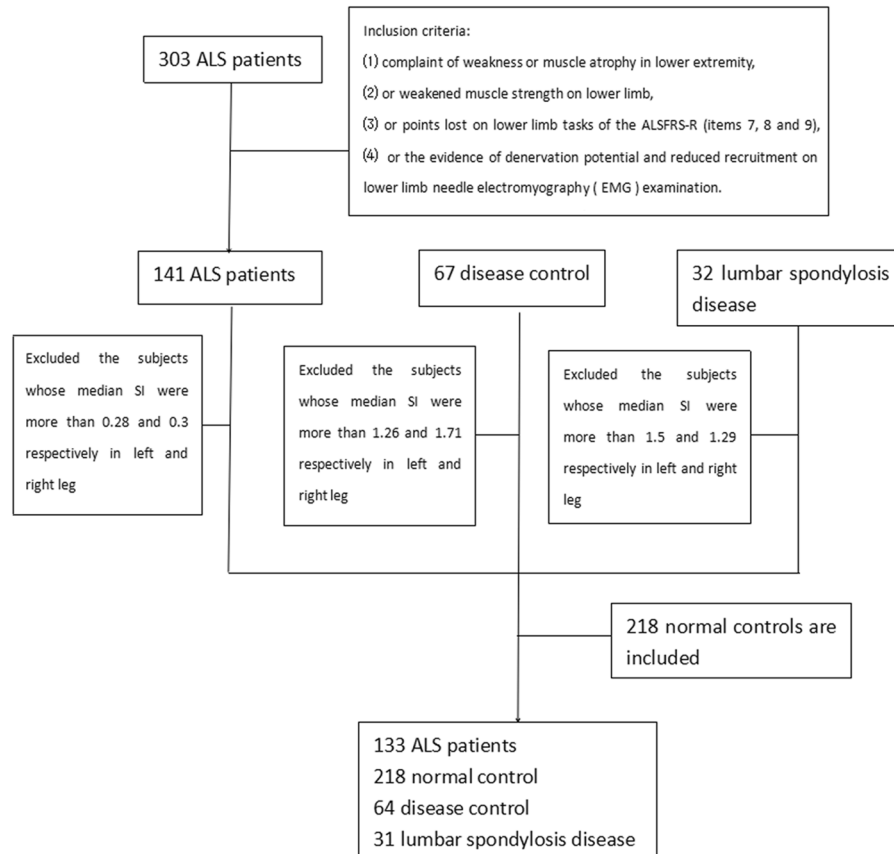 303 ALS patients
Inclusion criteria:
⑴ complaint of weakness or muscle atrophy in lower extremity,
⑵ or weakened muscle strength on lower limb,
⑶ or points lost on lower limb tasks of the ALSFRS-R (items 7, 8 and 9),
⑷ or the evidence of denervation potential and reduced recruitment on
lower limb needle electromyography ( EMG ) examination.
141 ALS patients
67 disease control
32 lumbar spondylosis
disease
Excluded the subjects
whose median SI were
more than 0.28 and 0.3
respectively in left and
right leg
Excluded the subjects
whose median SI were
more than 1.26 and 1.71
respectively in left and
right leg
Excluded the subjects
whose median SI were
more than 1.5 and 1.29
respectively in left and right
leg
218 normal controls are
included
133 ALS patients
218 normal control
64 disease control
31 lumbar spondylosis disease